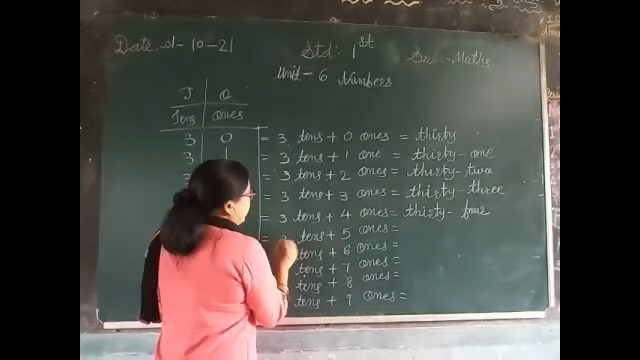 Date: 01-10-21
Std: 1st
Sub:- Maths
Unit-6 Numbers
T O
Tens Ones
3 0 = 3 tens + 0 ones = thirty
3 1 = 3 tens + 1 one = thirty-one
3 = 3 tens + 2 ones = thirty-two
= 3 tens + 3 ones = thirty-three
= 3 tens + 4 ones = thirty-four
= 3 tens + 5 ones =
tens + 6 ones =
tens + 7 ones =
tens + 8 ones =
tens + 9 ones =